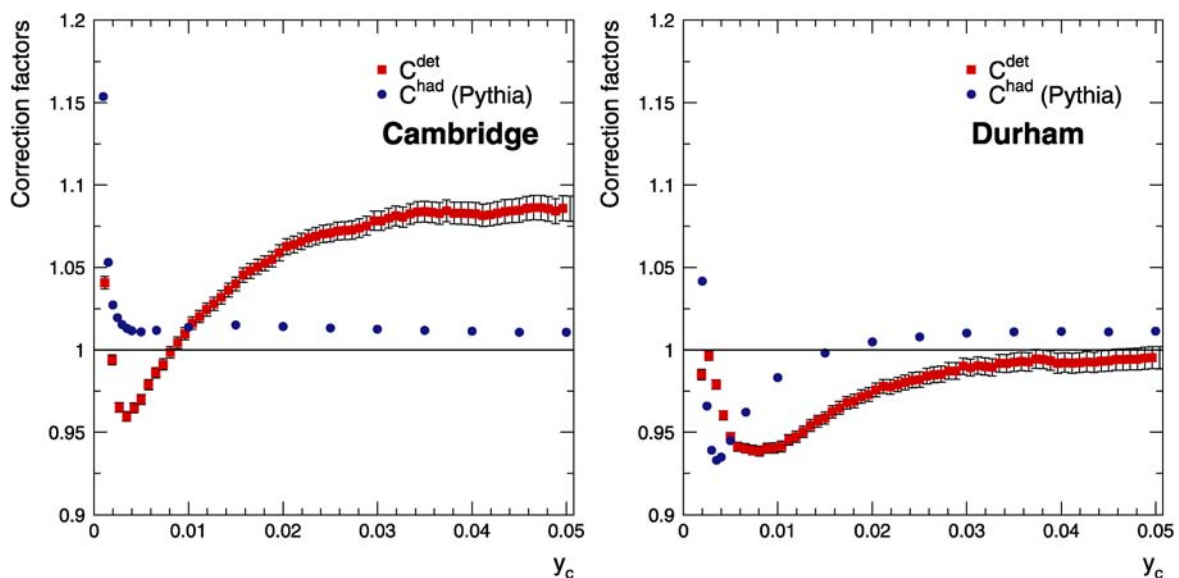 Correction factors
1.2
1.15
1.1
1.05
1
0.95
0.9
C^det
C^had (Pythia)
Cambridge
0 0.01 0.02 0.03 0.04 0.05
y_c
Correction factors
1.2
1.15
1.1
1.05
1
0.95
0.9
C^det
C^had (Pythia)
Durham
0 0.01 0.02 0.03 0.04 0.05
y_c